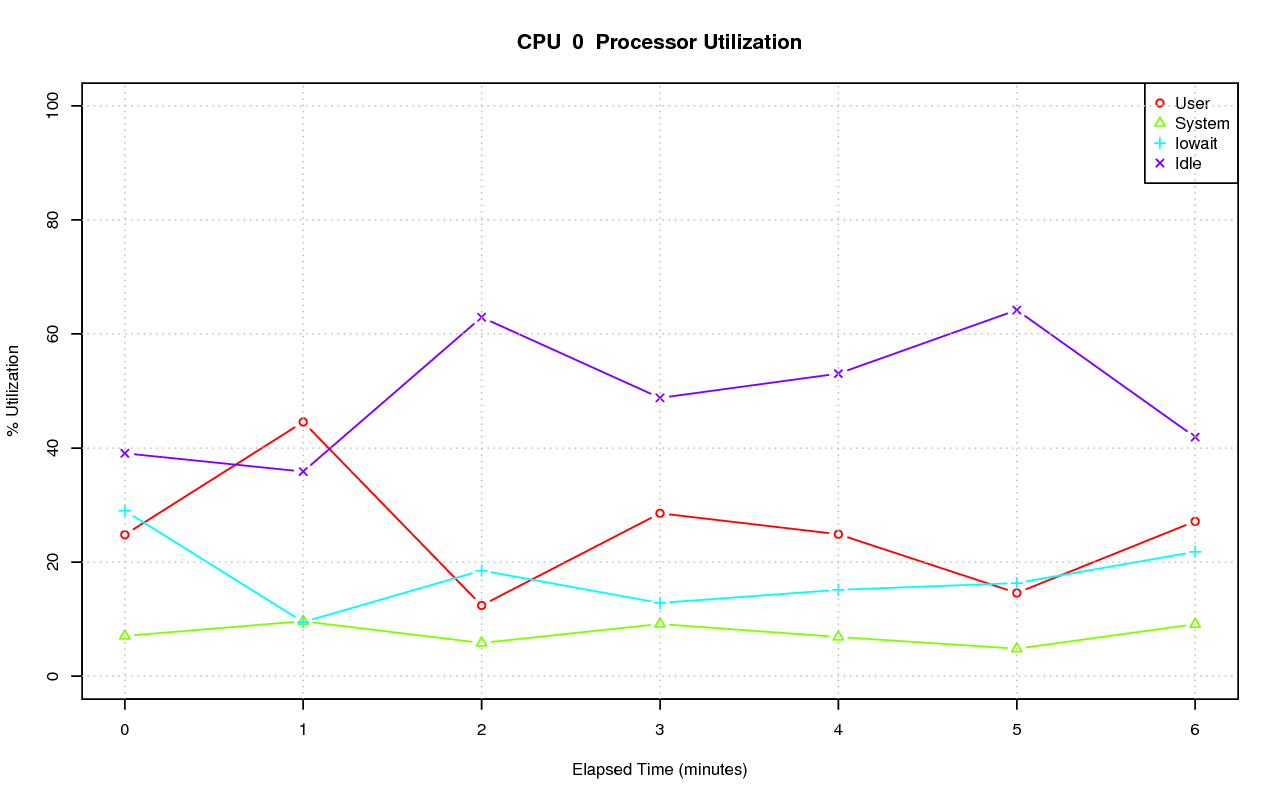 CPU  0  Processor Utilization
100
80
60
40
20
0
% Utilization
User
System
Iowait
Idle
0 1 2 3 4 5 6
Elapsed Time (minutes)